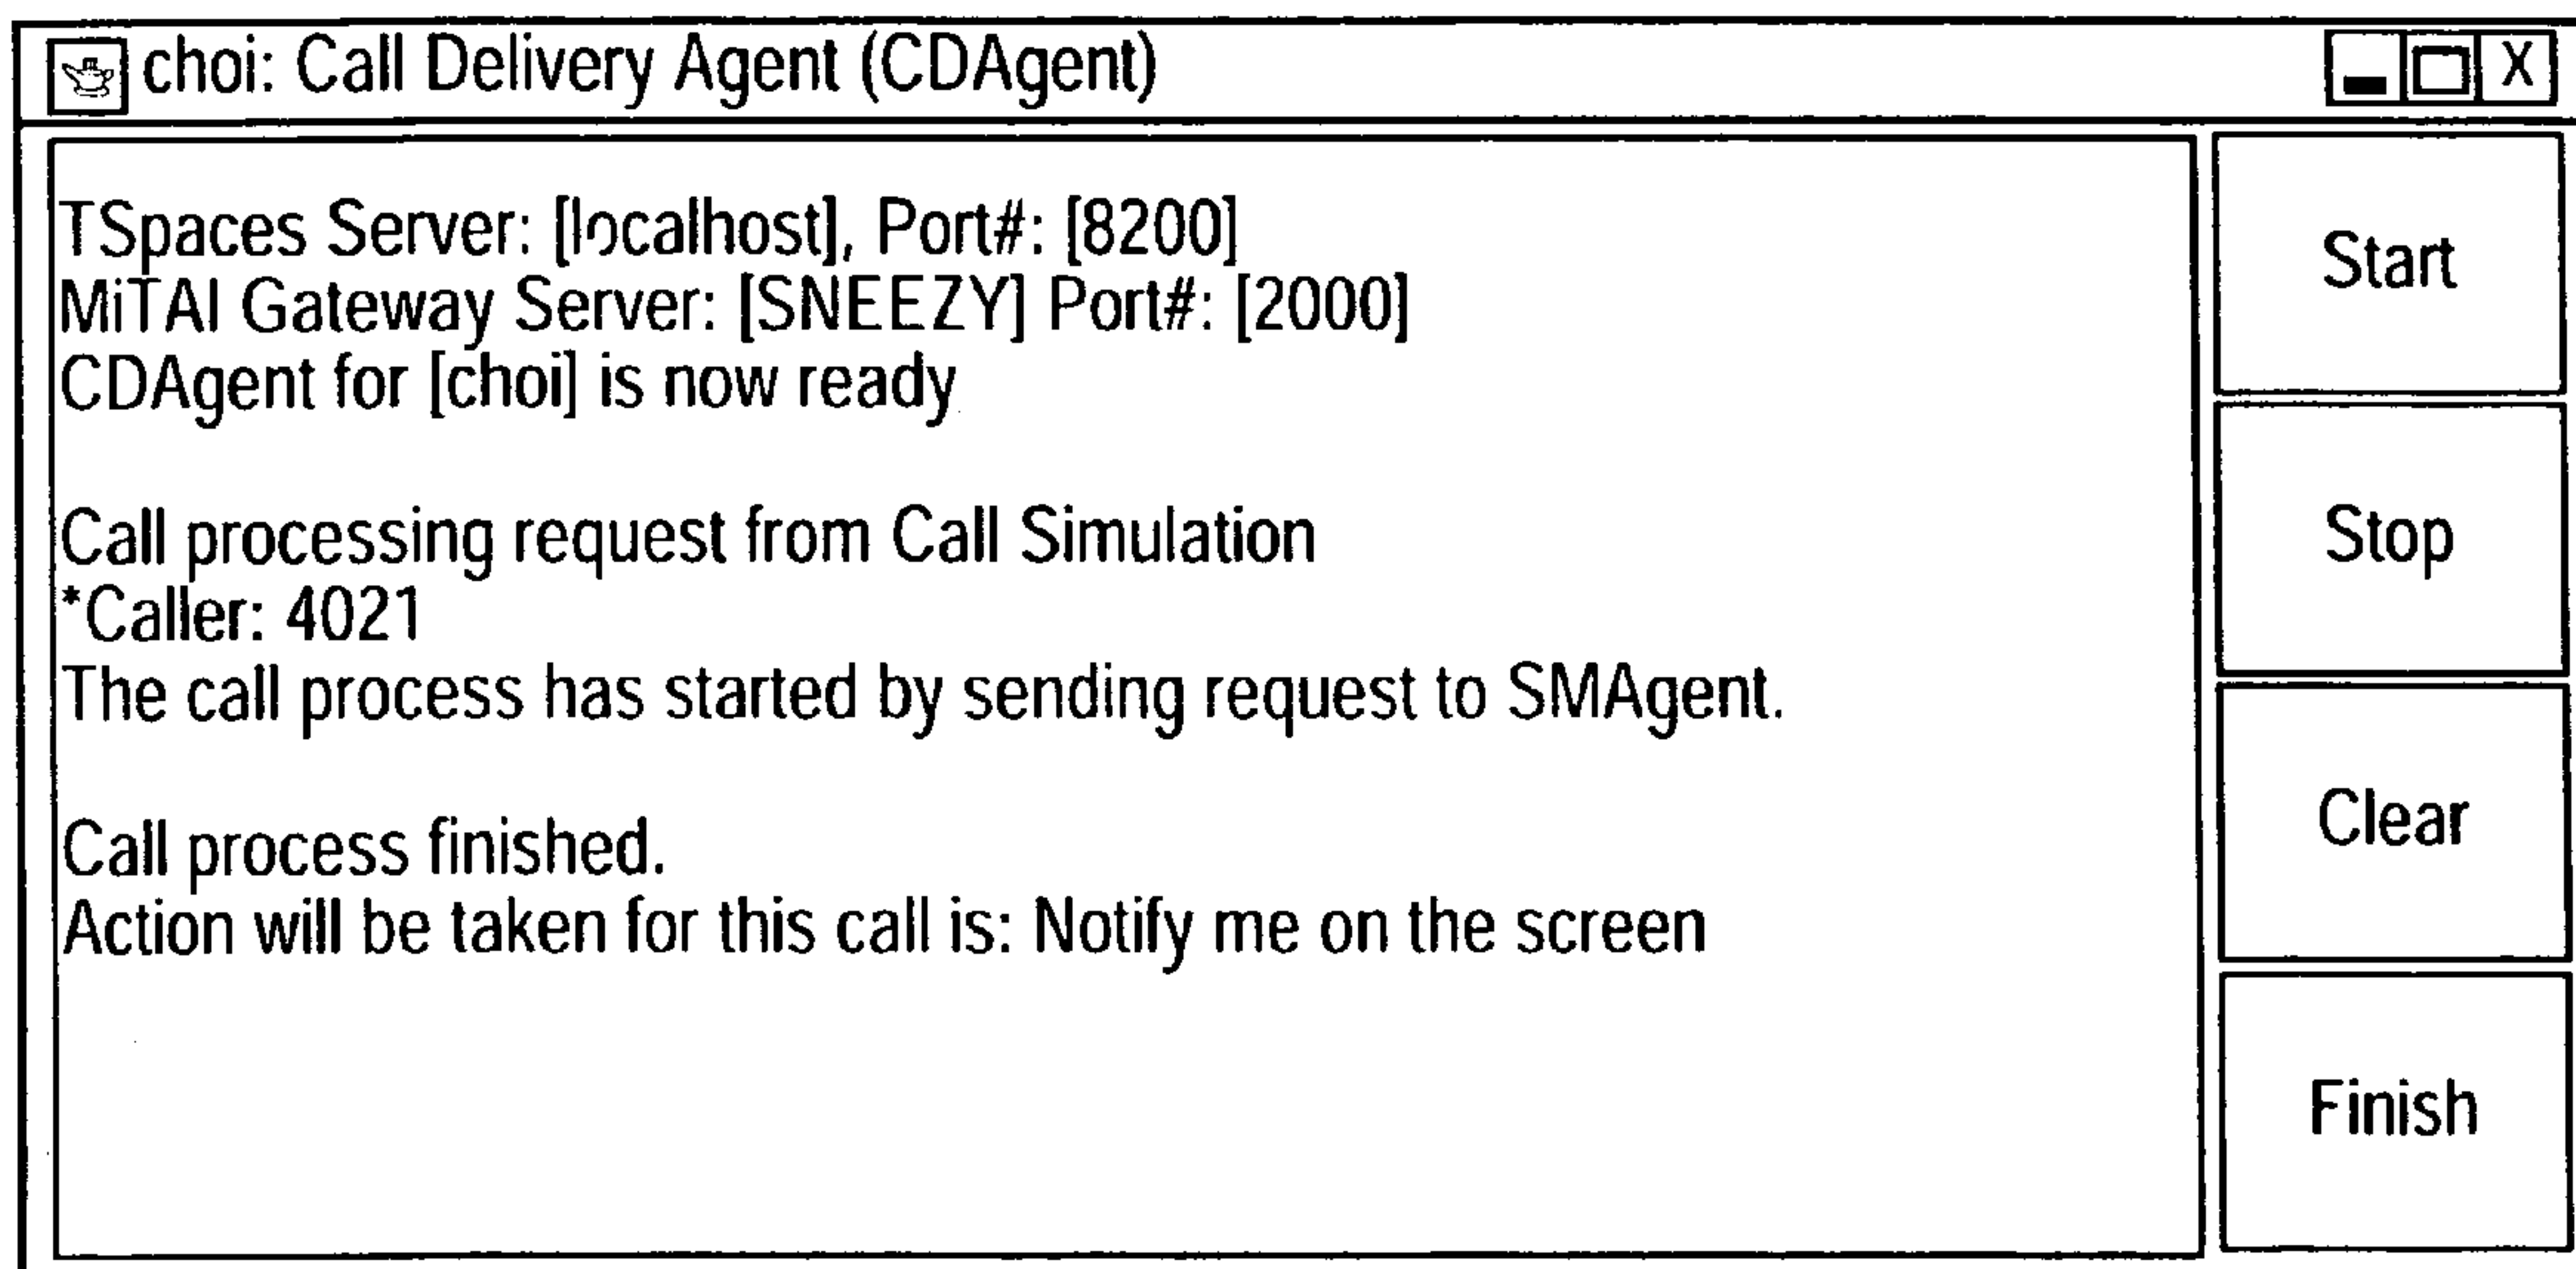 choi: Call Delivery Agent (CDAgent)
X
TSpaces Server: [localhost], Port#: [8200]
MiTAI Gateway Server: [SNEEZY] Port#: [2000]
CDAgent for [choi] is now ready
Call processing request from Call Simulation
*Caller: 4021
The call process has started by sending request to SMAgent.
Call process finished.
Action will be taken for this call is: Notify me on the screen
Start
Stop
Clear
Finish